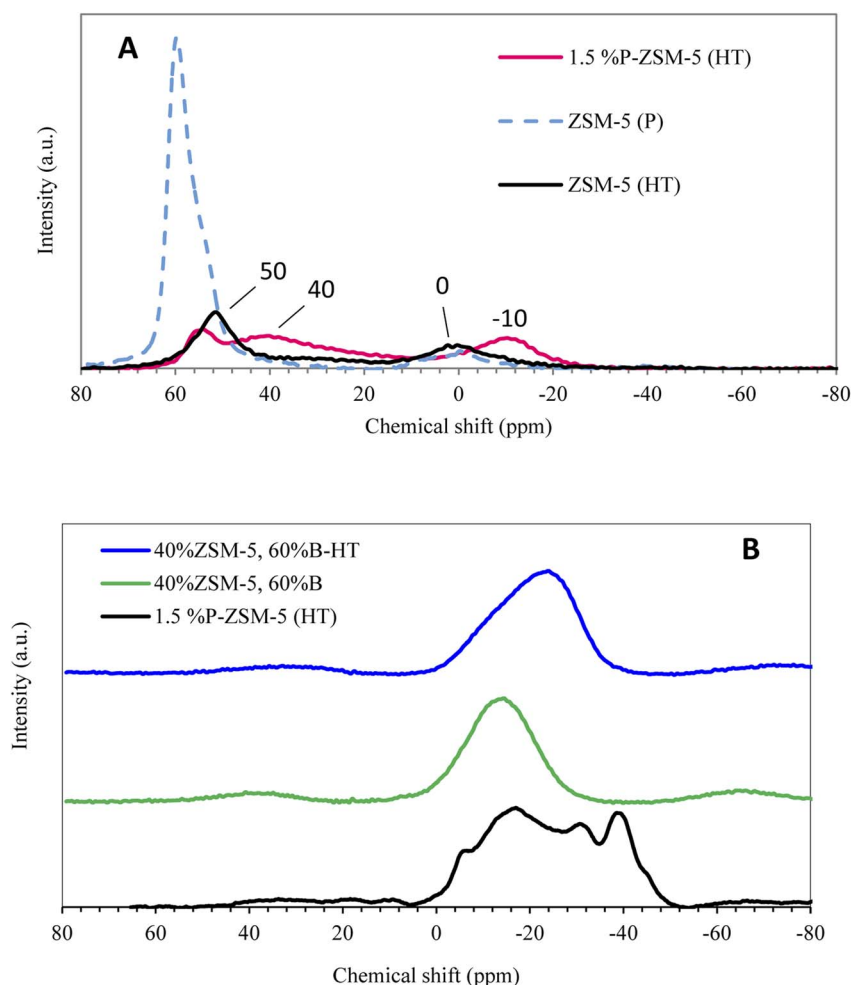 A
1.5 %P-ZSM-5 (HT)
ZSM-5 (P)
ZSM-5 (HT)
50
40
0
-10
Intensity (a.u.)
80 60 40 20 0 -20 -40 -60 -80
Chemical shift (ppm)
B
40%ZSM-5, 60%B-HT
40%ZSM-5, 60%B
1.5 %P-ZSM-5 (HT)
Intensity (a.u.)
80 60 40 20 0 -20 -40 -60 -80
Chemical shift (ppm)